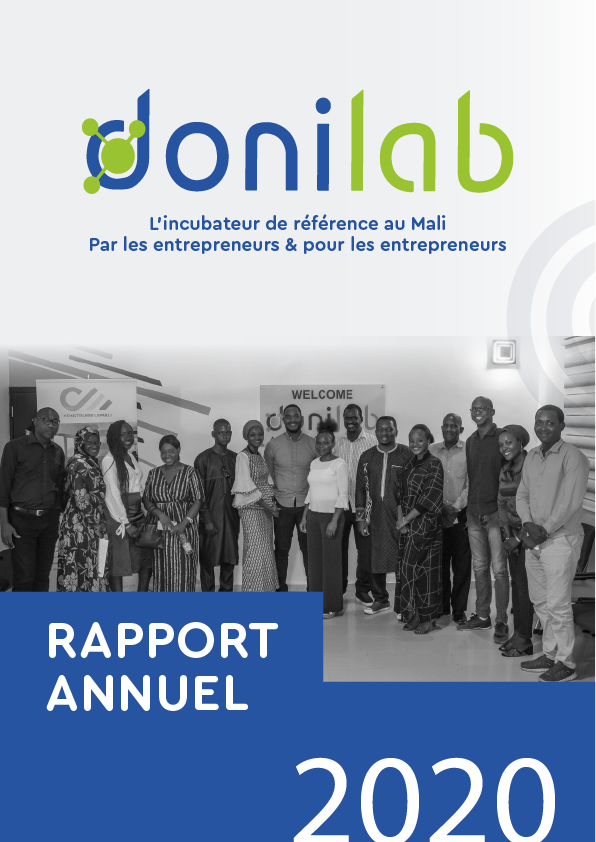 donilab
L'incubateur de référence au Mali
Par les entrepreneurs & pour les entrepreneurs
WELCOME
donilab
RAPPORT
ANNUEL
2020